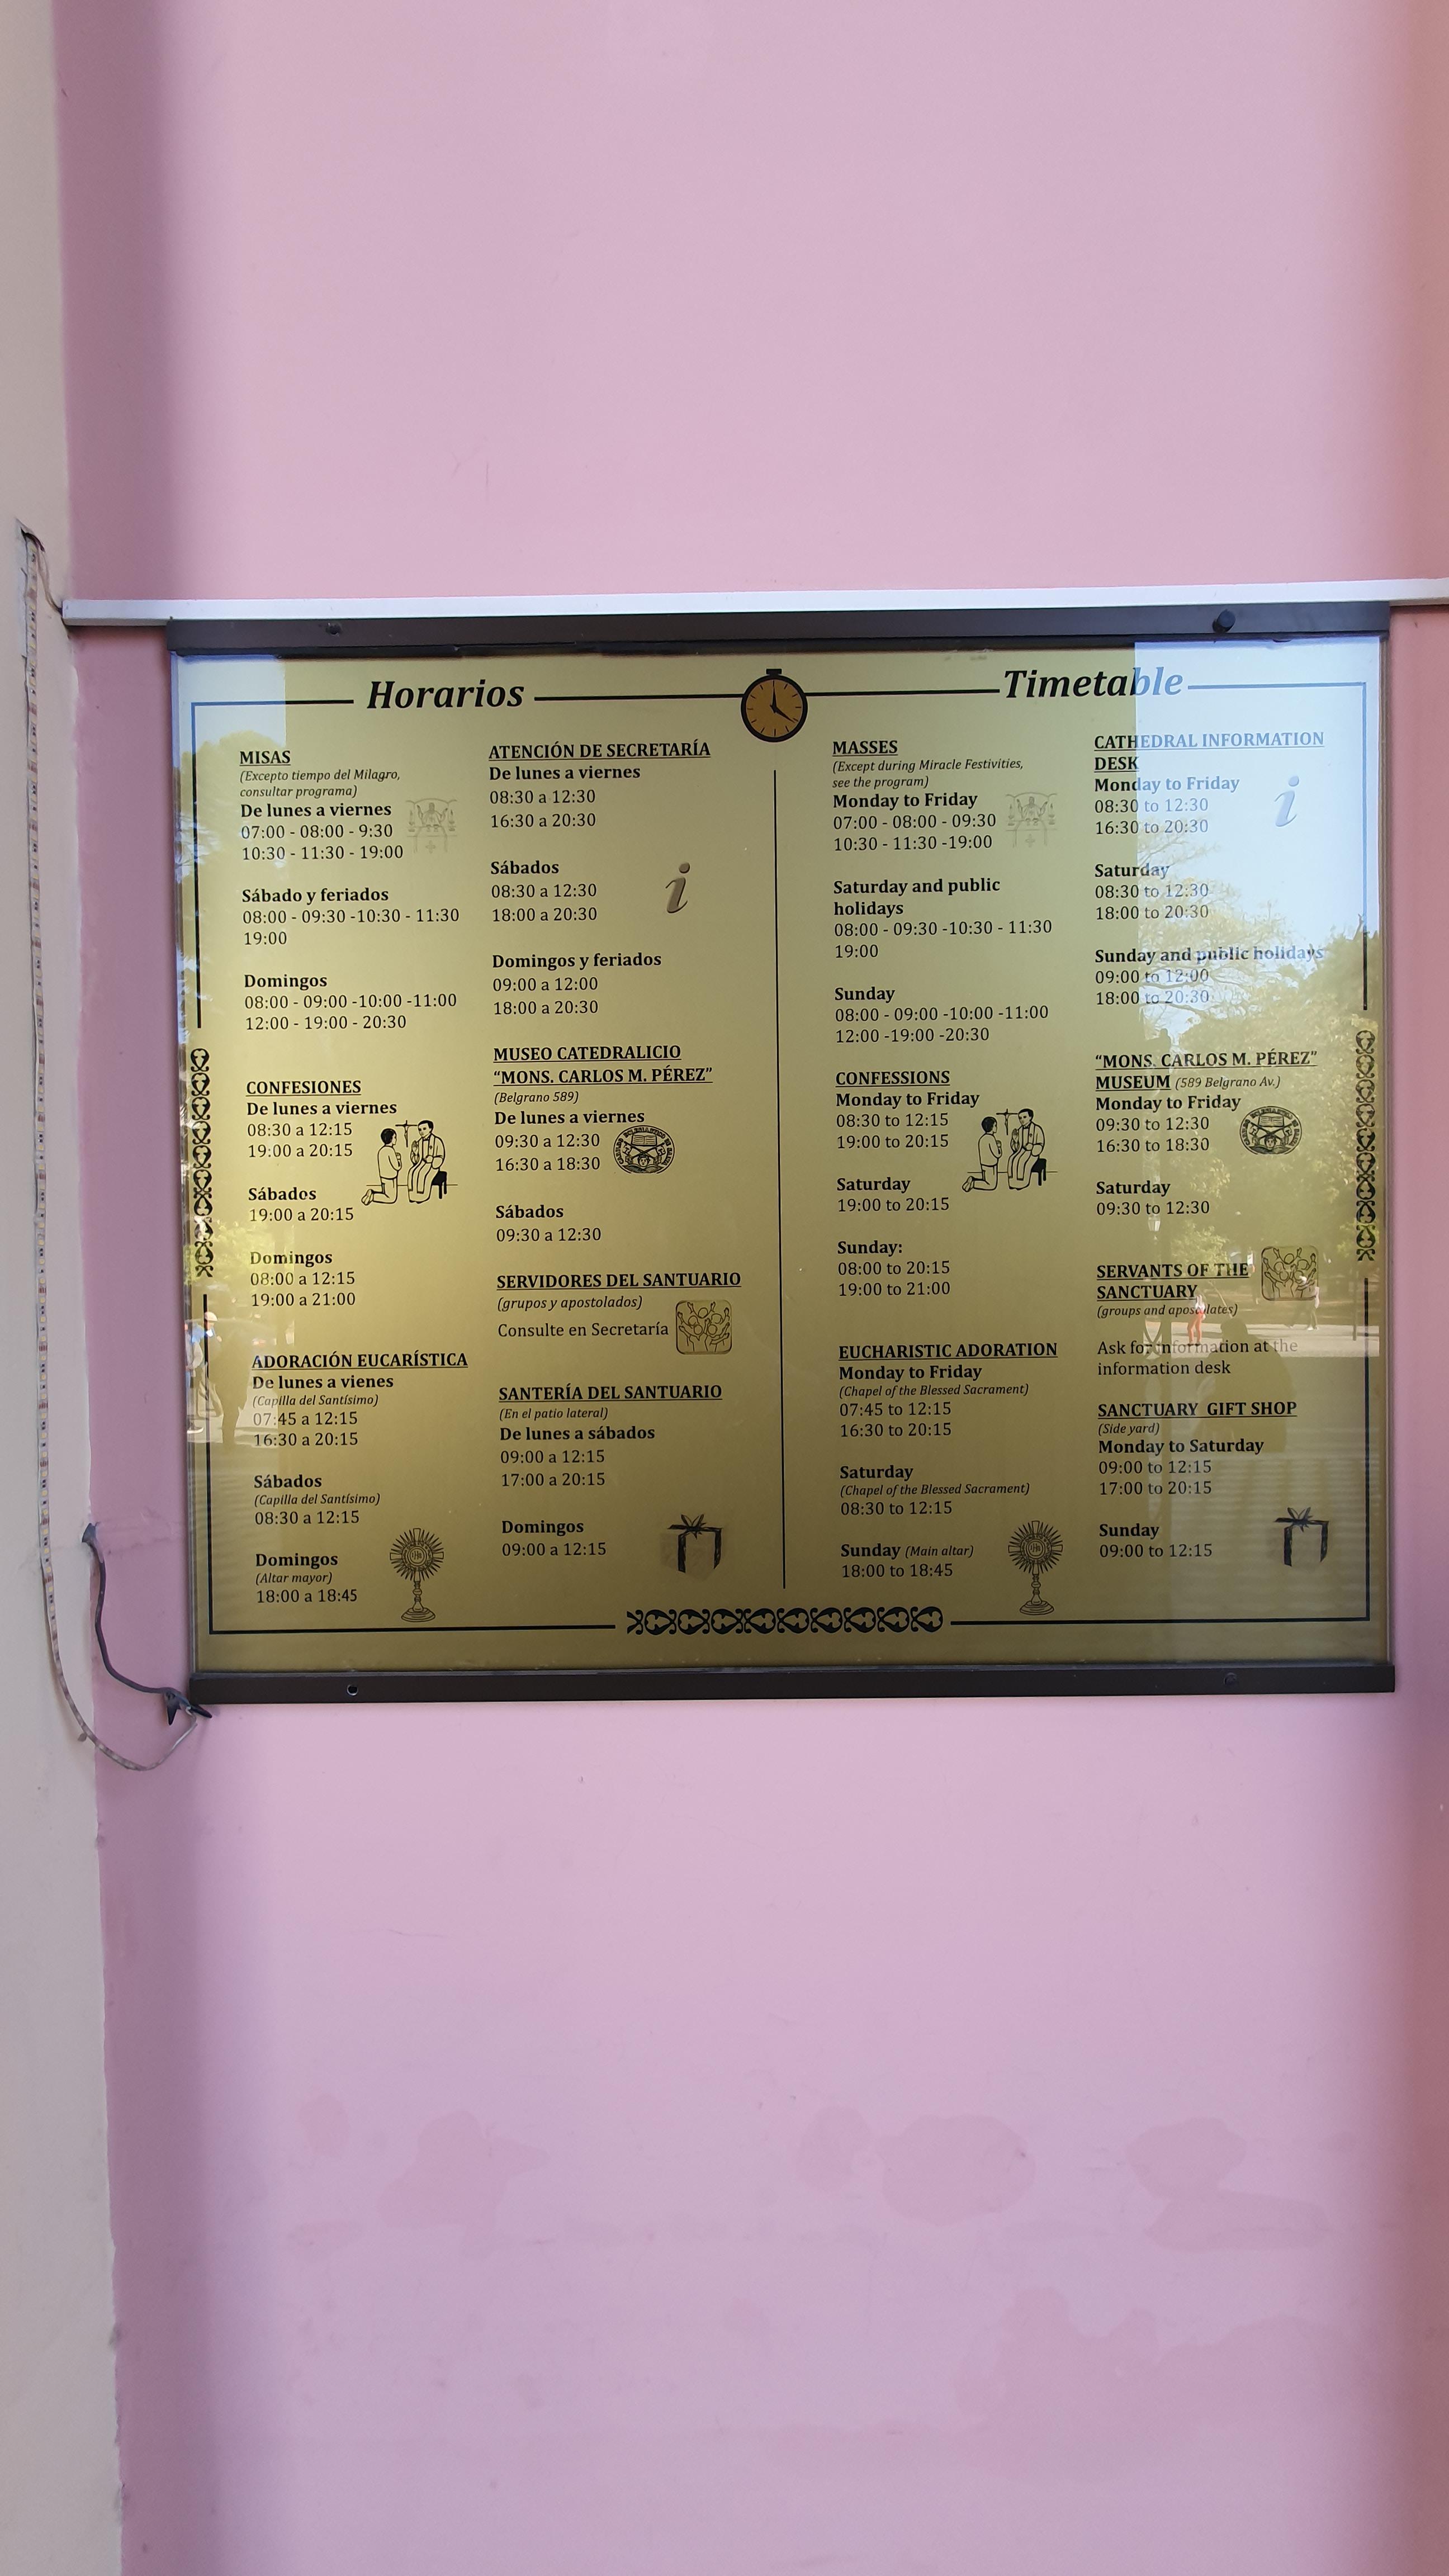 Horarios
MISAS
(Excepto tiempo del Milagro,
consultar programa)
De lunes a viernes
07:00 - 08:00 - 9:30
10:30 - 11:30 - 19:00
Sábado y feriados
08:00 - 09:30 -10:30 - 11:30
19:00
Domingos
08:00 - 09:00 -10:00 -11:00
12:00 - 19:00 - 20:30
CONFESIONES
De lunes a viernes
08:30 a 12:15
19:00 a 20:15
Sábados
19:00 a 20:15
Domingos
08:00 a 12:15
19:00 a 21:00
ADORACIÓN EUCARÍSTICA
De lunes a vienes
(Capilla del Santísimo)
07:45 a 12:15
16:30 a 20:15
Sábados
(Capilla del Santísimo)
08:30 a 12:15
Domingos
(Altar mayor)
18:00 a 18:45
ATENCIÓN DE SECRETARÍA
De lunes a viernes
08:30 a 12:30
16:30 a 20:30
Sábados
08:30 a 12:30
18:00 a 20:30
i
Domingos y feriados
09:00 a 12:00
18:00 a 20:30
MUSEO CATEDRALICIO
“MONS. CARLOS M. PÉREZ”
(Belgrano 589)
De lunes a viernes
09:30 a 12:30
16:30 a 18:30
Sábados
09:30 a 12:30
SERVIDORES DEL SANTUARIO
(grupos y apostolados)
Consulte en Secretaría
SANTERÍA DEL SANTUARIO
(En el patio lateral)
De lunes a sábados
09:00 a 12:15
17:00 a 20:15
Domingos
09:00 a 12:15
Timetable
MASSES
(Except during Miracle Festivities,
see the program)
Monday to Friday
07:00 - 08:00 - 09:30
10:30 - 11:30 -19:00
Saturday and public
holidays
08:00 - 09:30 -10:30 - 11:30
19:00
Sunday
08:00 - 09:00 -10:00 -11:00
12:00 -19:00 -20:30
CONFESSIONS
Monday to Friday
08:30 to 12:15
19:00 to 20:15
Saturday
19:00 to 20:15
Sunday:
08:00 to 20:15
19:00 to 21:00
EUCHARISTIC ADORATION
Monday to Friday
(Chapel of the Blessed Sacrament)
07:45 to 12:15
16:30 to 20:15
Saturday
(Chapel of the Blessed Sacrament)
08:30 to 12:15
Sunday (Main altar)
18:00 to 18:45
CATHEDRAL INFORMATION
DESK
Monday to Friday
08:30 to 12:30
16:30 to 20:30
i
Saturday
08:30 to 12:30
18:00 to 20:30
Sunday and public holidays
09:00 to 12:00
18:00 to 20:30
“MONS. CARLOS M. PÉREZ”
MUSEUM (589 Belgrano Av.)
Monday to Friday
09:30 to 12:30
16:30 to 18:30
Saturday
09:30 to 12:30
SERVANTS OF THE
SANCTUARY
(groups and apostolates)
Ask for information at the
information desk
SANCTUARY GIFT SHOP
(Side yard)
Monday to Saturday
09:00 to 12:15
17:00 to 20:15
Sunday
09:00 to 12:15